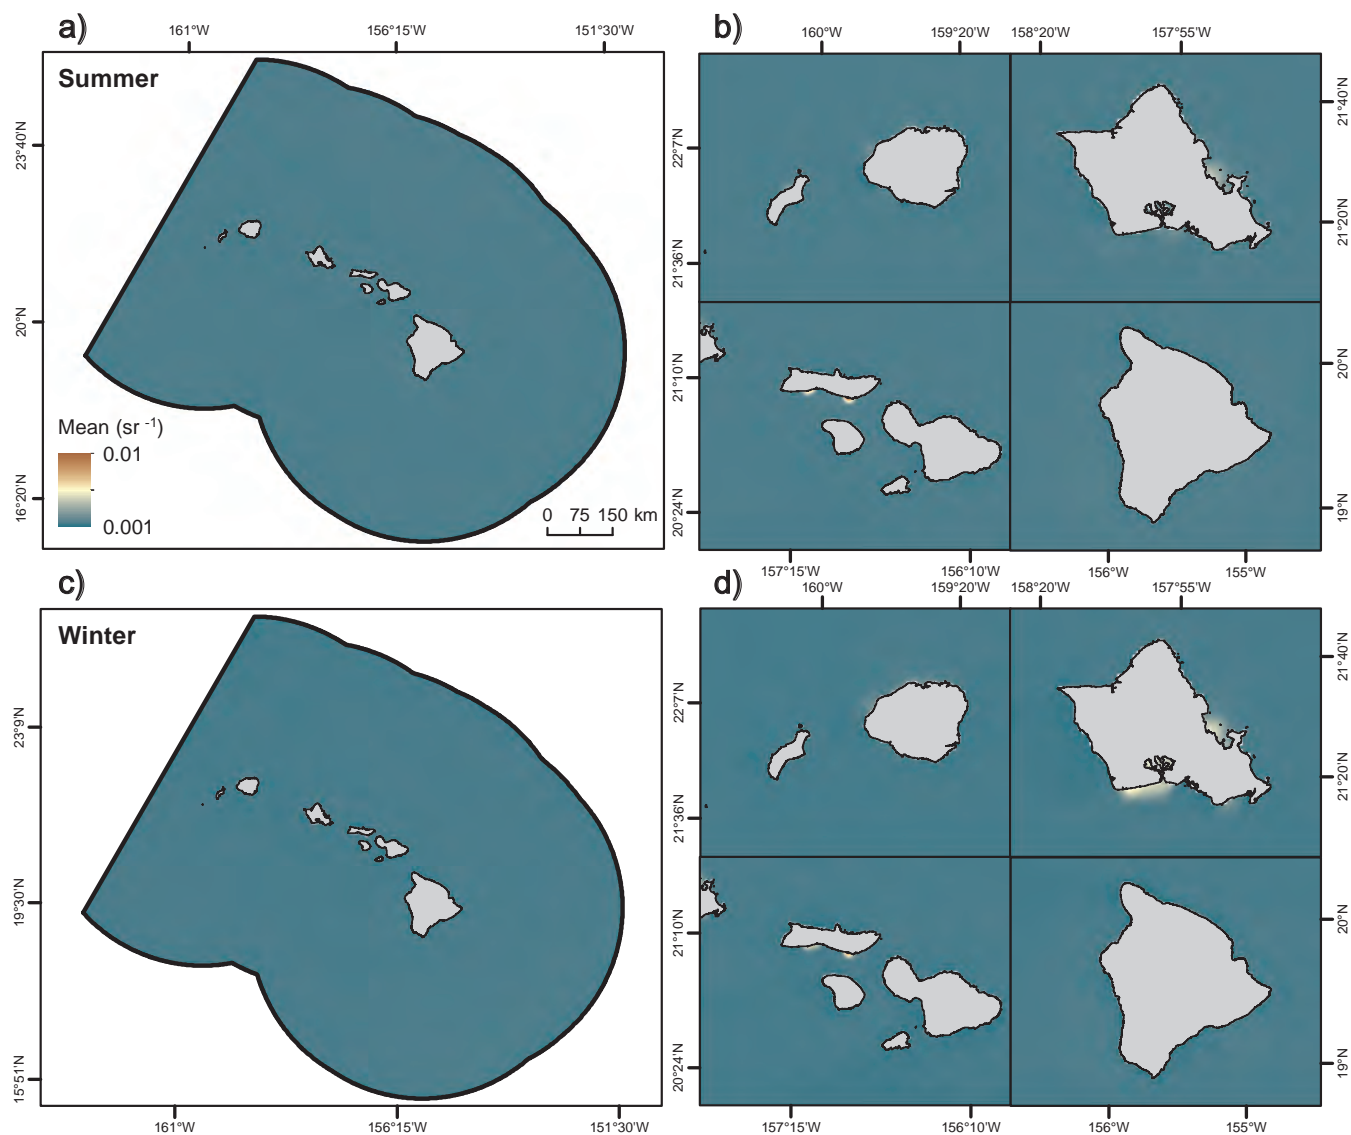 a)
161°W
156°15'W
151°30'W
Summer
23°40'N
20°N
16°20'N
Mean (sr -1)
0.01
0.001
0 75 150 km
b)
160°W
159°20'W
158°20'W
157°55'W
22°7'N
21°36'N
21°40'N
21°20'N
21°10'N
20°24'N
20°N
19°N
157°15'W
156°10'W
156°W
155°W
c)
Winter
23°9'N
19°30'N
15°51'N
161°W
156°15'W
151°30'W
d)
160°W
159°20'W
158°20'W
157°55'W
22°7'N
21°36'N
21°40'N
21°20'N
21°10'N
20°24'N
20°N
19°N
157°15'W
156°10'W
156°W
155°W